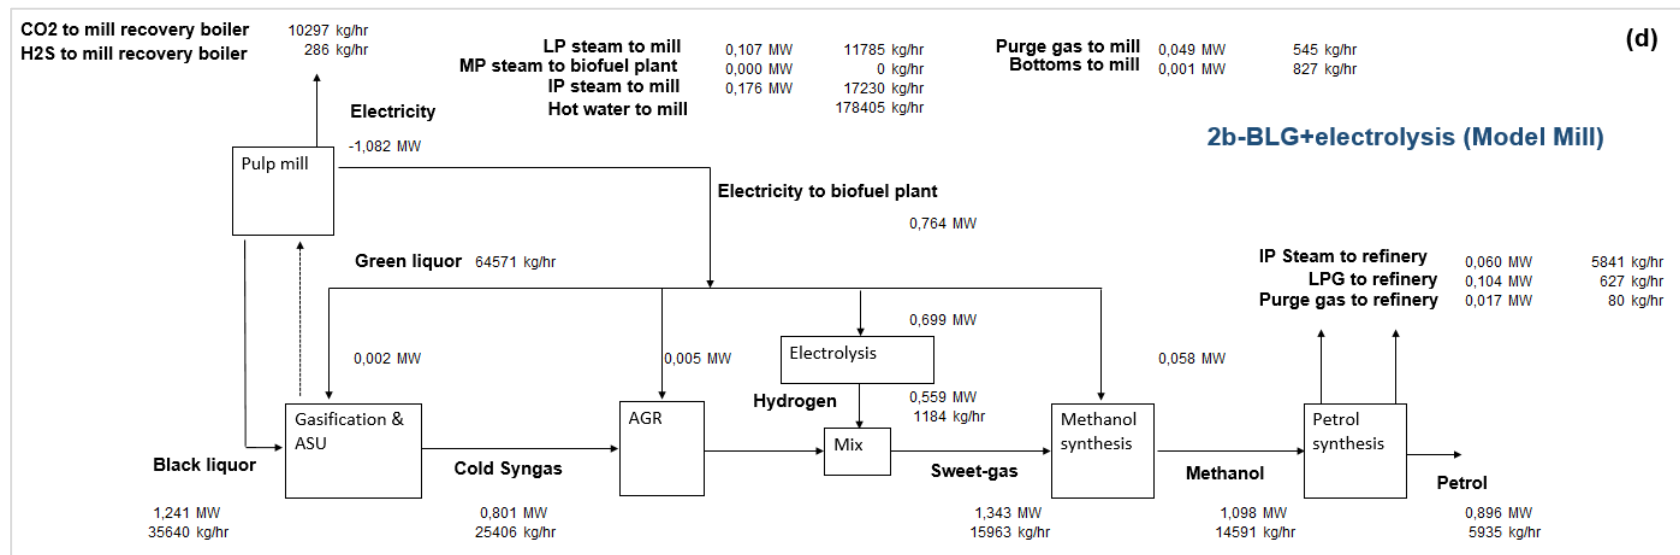 CO2 to mill recovery boiler 10297 kg/hr
H2S to mill recovery boiler 286 kg/hr
LP steam to mill 0,107 MW 11785 kg/hr
MP steam to biofuel plant 0,000 MW 0 kg/hr
IP steam to mill 0,176 MW 17230 kg/hr
Hot water to mill 178405 kg/hr
Purge gas to mill 0,049 MW 545 kg/hr
Bottoms to mill 0,001 MW 827 kg/hr
(d)
2b-BLG+electrolysis (Model Mill)
Electricity
-1,082 MW
Pulp mill
Electricity to biofuel plant
0,764 MW
Green liquor 64571 kg/hr
IP Steam to refinery 0,060 MW 5841 kg/hr
LPG to refinery 0,104 MW 627 kg/hr
Purge gas to refinery 0,017 MW 80 kg/hr
0,699 MW
0,002 MW
0,005 MW
Electrolysis
0,058 MW
Hydrogen
0,559 MW
1184 kg/hr
Gasification &
ASU
AGR
Mix
Methanol
synthesis
Petrol
synthesis
Black liquor
1,241 MW
35640 kg/hr
Cold Syngas
0,801 MW
25406 kg/hr
Sweet-gas
1,343 MW
15963 kg/hr
Methanol
1,098 MW
14591 kg/hr
Petrol
0,896 MW
5935 kg/hr